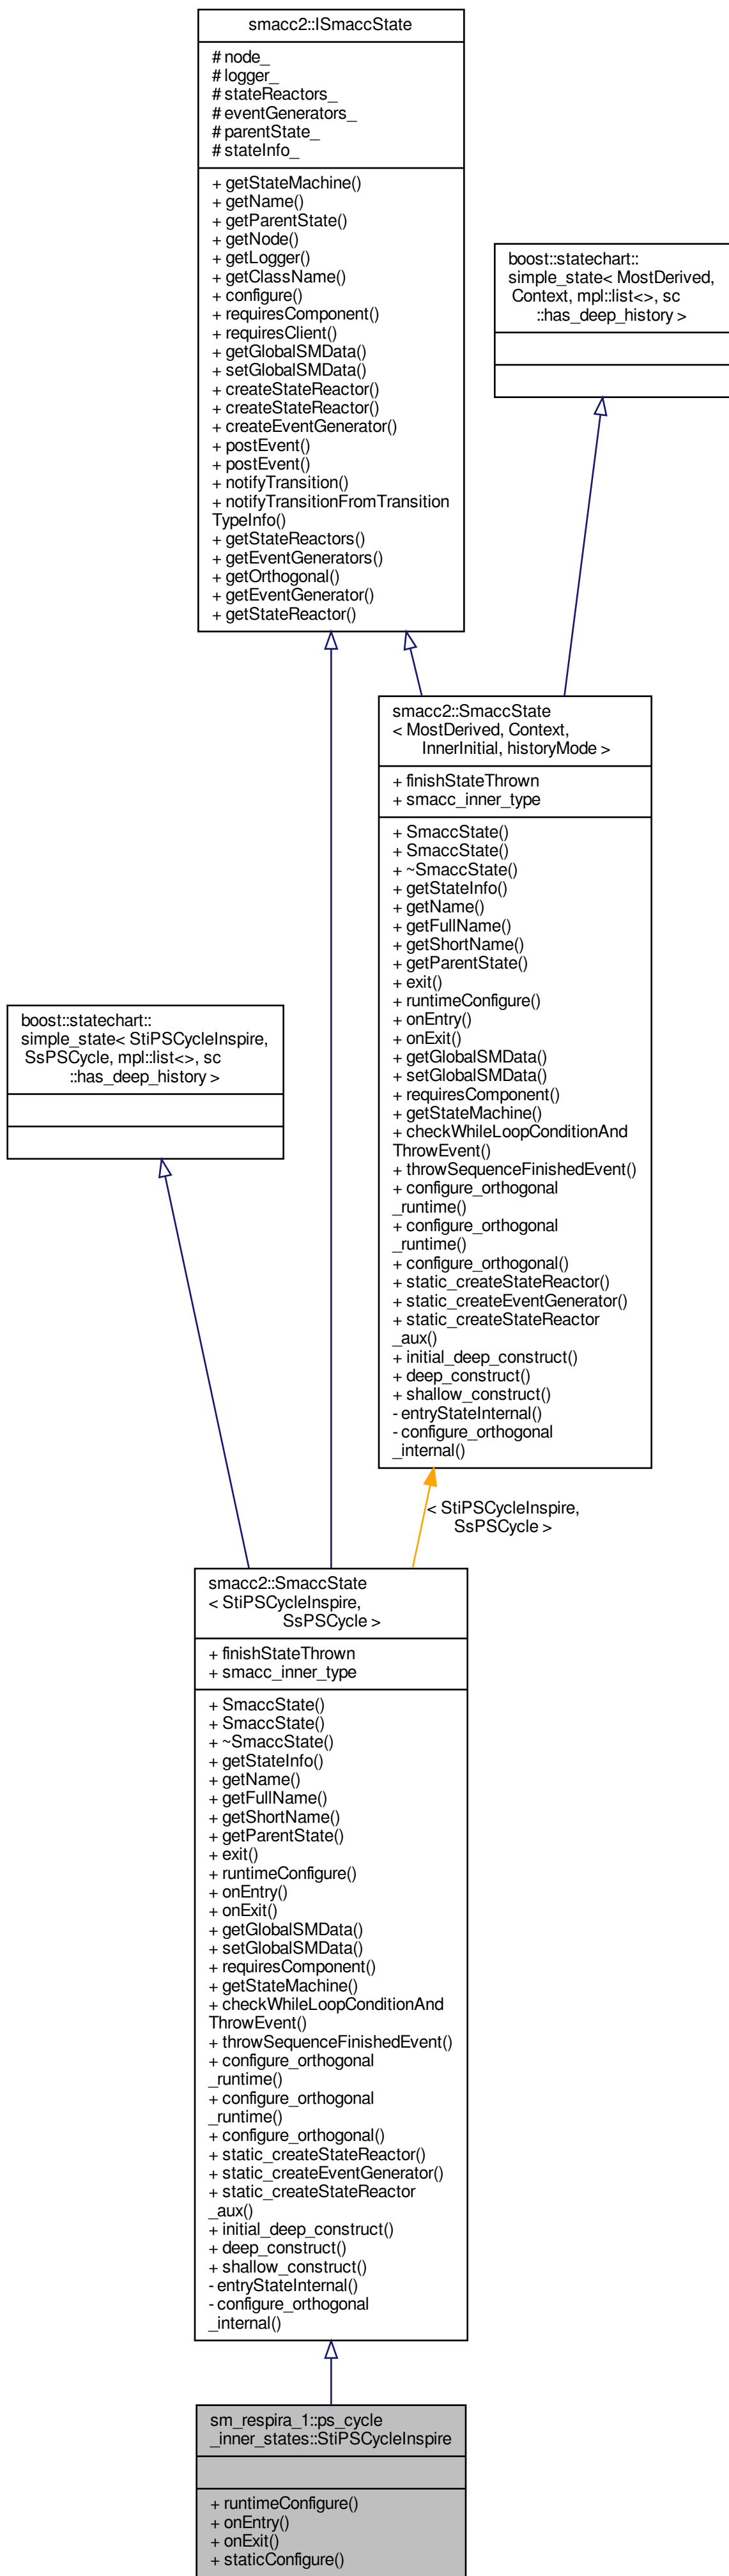 smacc2::ISmaccState
# node_
# logger_
# stateReactors_
# eventGenerators_
# parentState_
# stateInfo_
+ getStateMachine()
+ getName()
+ getParentState()
+ getNode()
+ getLogger()
+ getClassName()
+ configure()
+ requiresComponent()
+ requiresClient()
+ getGlobalSMData()
+ setGlobalSMData()
+ createStateReactor()
+ createStateReactor()
+ createEventGenerator()
+ postEvent()
+ postEvent()
+ notifyTransition()
+ notifyTransitionFromTransition
TypeInfo()
+ getStateReactors()
+ getEventGenerators()
+ getOrthogonal()
+ getEventGenerator()
+ getStateReactor()
boost::statechart::
simple_state< MostDerived,
Context, mpl::list<>, sc
::has_deep_history >
smacc2::SmaccState
< MostDerived, Context,
InnerInitial, historyMode >
+ finishStateThrown
+ smacc_inner_type
+ SmaccState()
+ SmaccState()
+ ~SmaccState()
+ getStateInfo()
+ getName()
+ getFullName()
+ getShortName()
+ getParentState()
+ exit()
+ runtimeConfigure()
+ onEntry()
+ onExit()
+ getGlobalSMData()
+ setGlobalSMData()
+ requiresComponent()
+ getStateMachine()
+ checkWhileLoopConditionAnd
ThrowEvent()
+ throwSequenceFinishedEvent()
+ configure_orthogonal
_runtime()
+ configure_orthogonal
_runtime()
+ configure_orthogonal()
+ static_createStateReactor()
+ static_createEventGenerator()
+ static_createStateReactor
_aux()
+ initial_deep_construct()
+ deep_construct()
+ shallow_construct()
- entryStateInternal()
- configure_orthogonal
_internal()
boost::statechart::
simple_state< StiPSCycleInspire,
SsPSCycle, mpl::list<>, sc
::has_deep_history >
< StiPSCycleInspire,
SsPSCycle >
smacc2::SmaccState
< StiPSCycleInspire,
SsPSCycle >
+ finishStateThrown
+ smacc_inner_type
+ SmaccState()
+ SmaccState()
+ ~SmaccState()
+ getStateInfo()
+ getName()
+ getFullName()
+ getShortName()
+ getParentState()
+ exit()
+ runtimeConfigure()
+ onEntry()
+ onExit()
+ getGlobalSMData()
+ setGlobalSMData()
+ requiresComponent()
+ getStateMachine()
+ checkWhileLoopConditionAnd
ThrowEvent()
+ throwSequenceFinishedEvent()
+ configure_orthogonal
_runtime()
+ configure_orthogonal
_runtime()
+ configure_orthogonal()
+ static_createStateReactor()
+ static_createEventGenerator()
+ static_createStateReactor
_aux()
+ initial_deep_construct()
+ deep_construct()
+ shallow_construct()
- entryStateInternal()
- configure_orthogonal
_internal()
sm_respira_1::ps_cycle
_inner_states::StiPSCycleInspire
+ runtimeConfigure()
+ onEntry()
+ onExit()
+ staticConfigure()